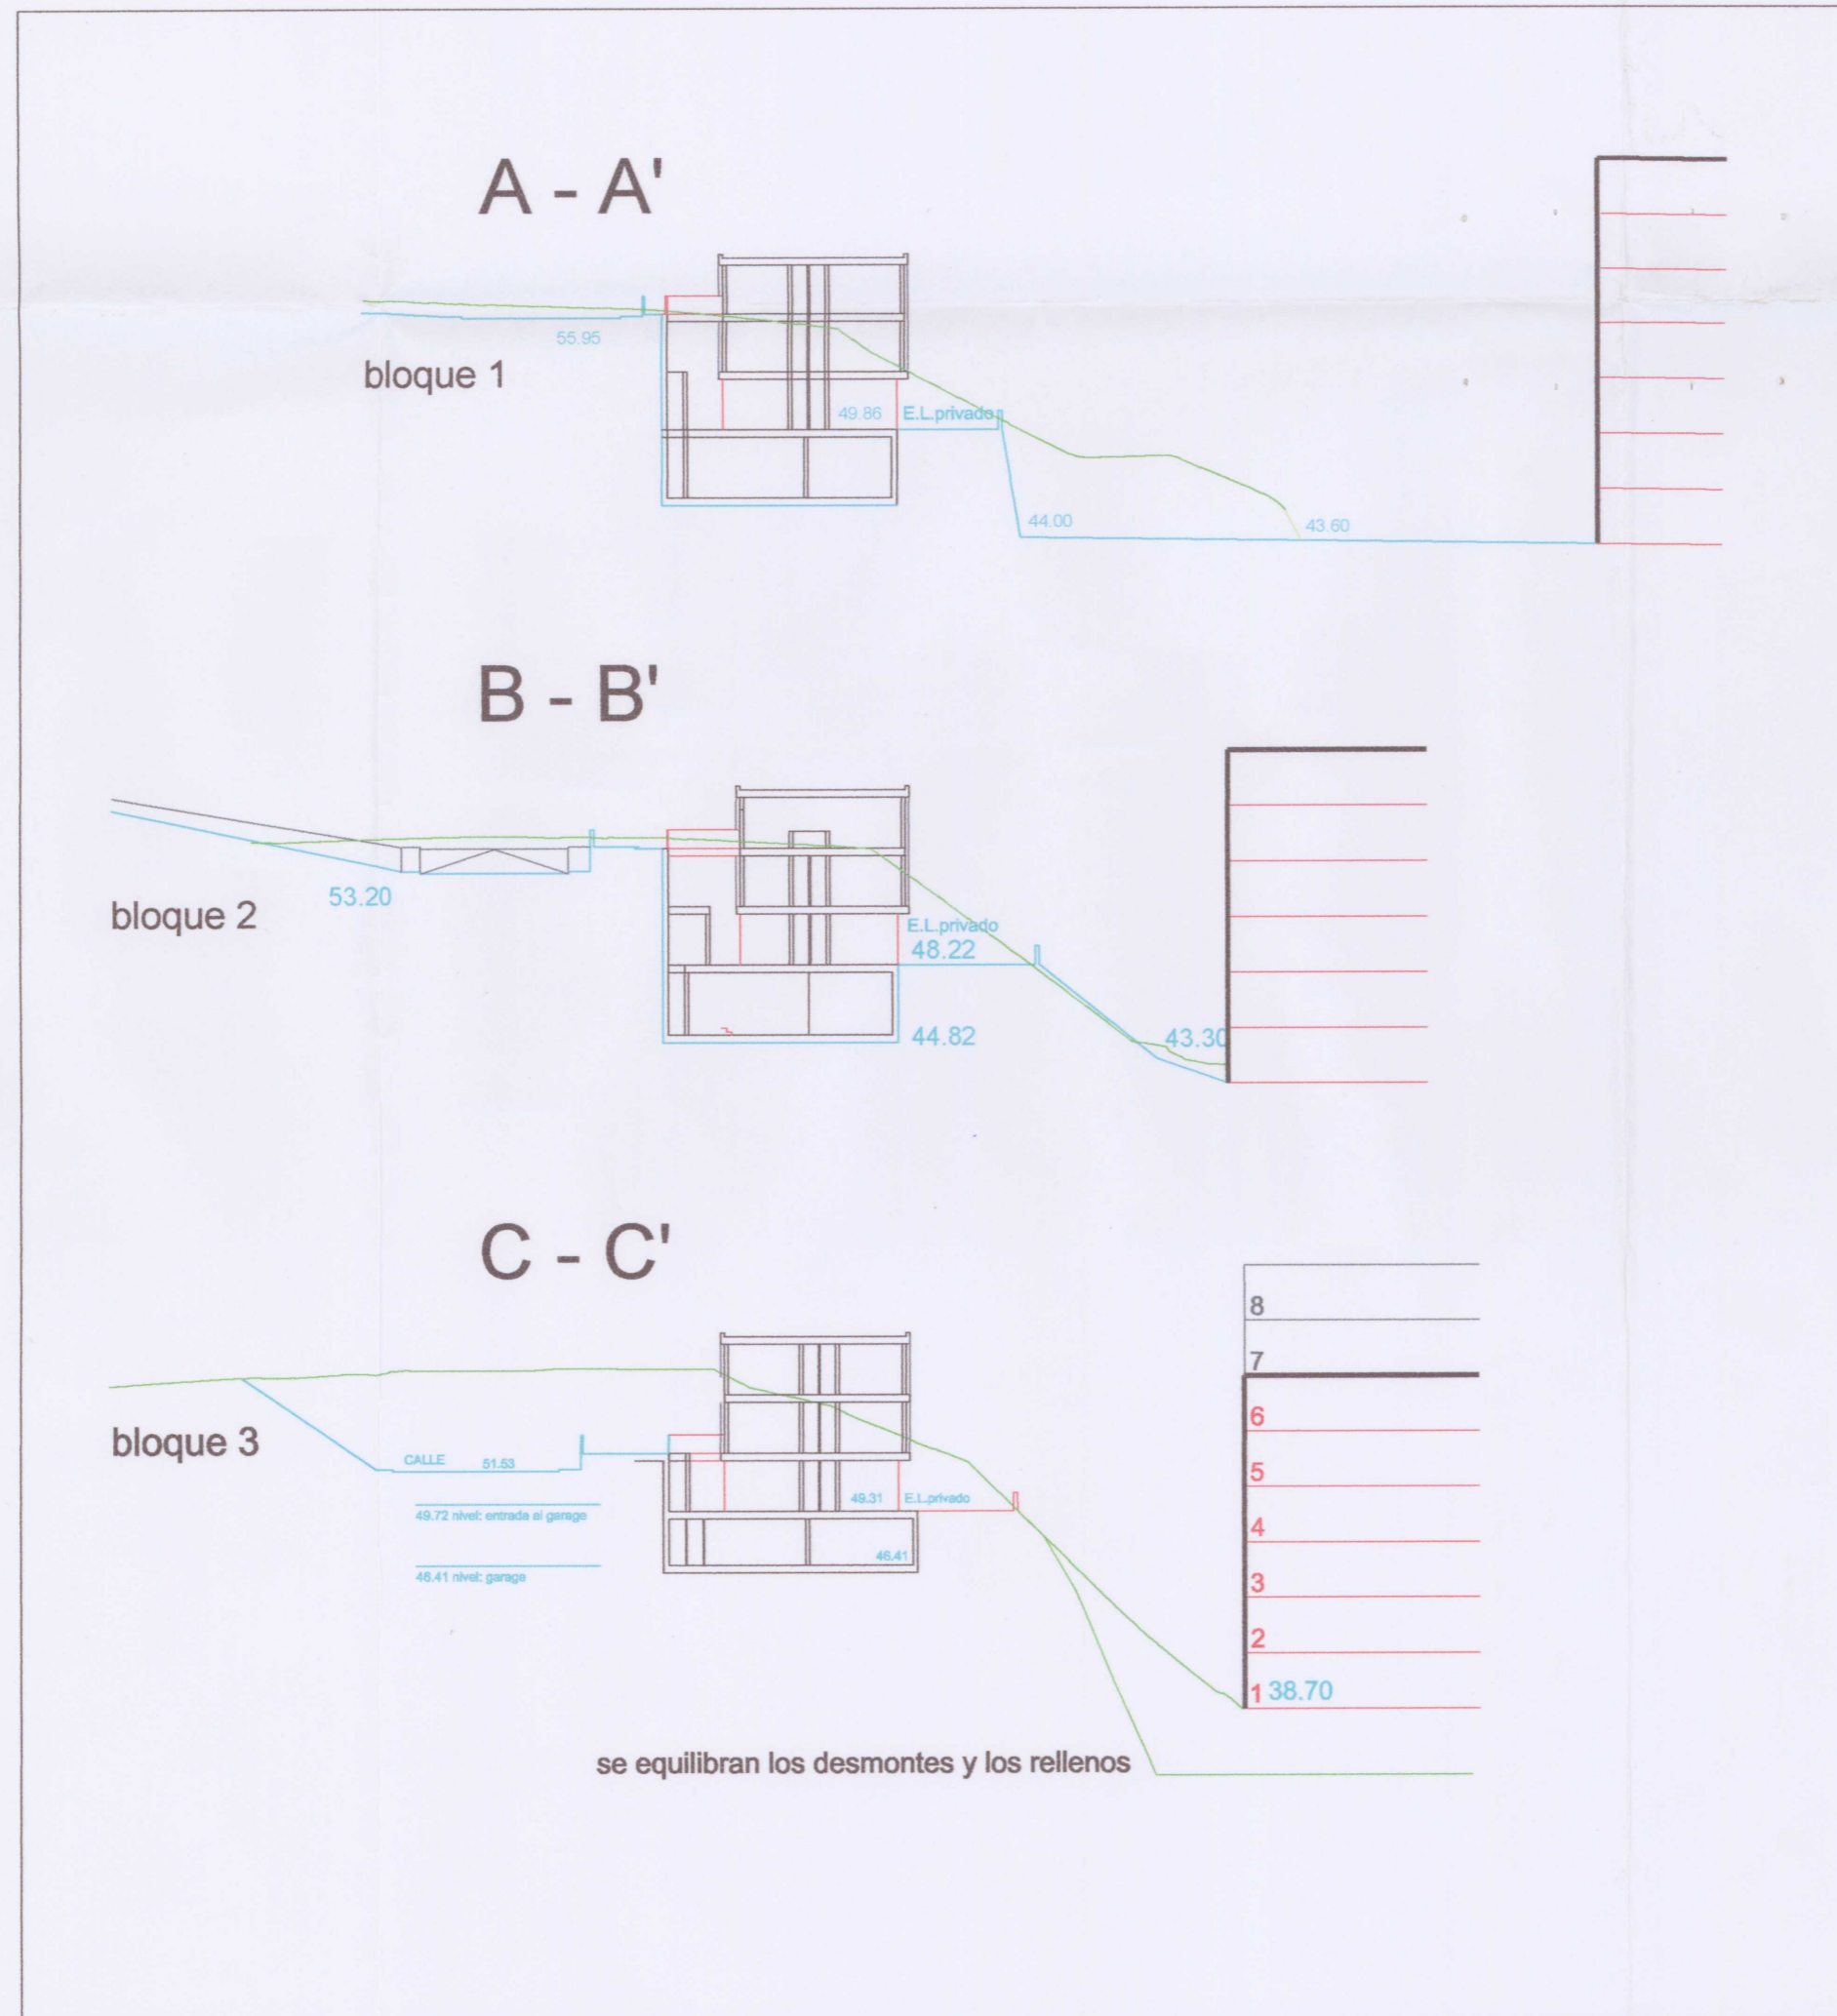 A - A'
55.95
bloque 1
49.86 E.L.privado
44.00
43.60
B - B'
53.20
bloque 2
E.L.privado
48.22
44.82
43.30
C - C'
8
7
6
5
4
3
2
1 38.70
bloque 3
CALLE 51.53
49.72 nivel: entrada al garage
46.41 nivel: garage
49.31 E.L.privado
46.41
se equilibran los desmontes y los rellenos